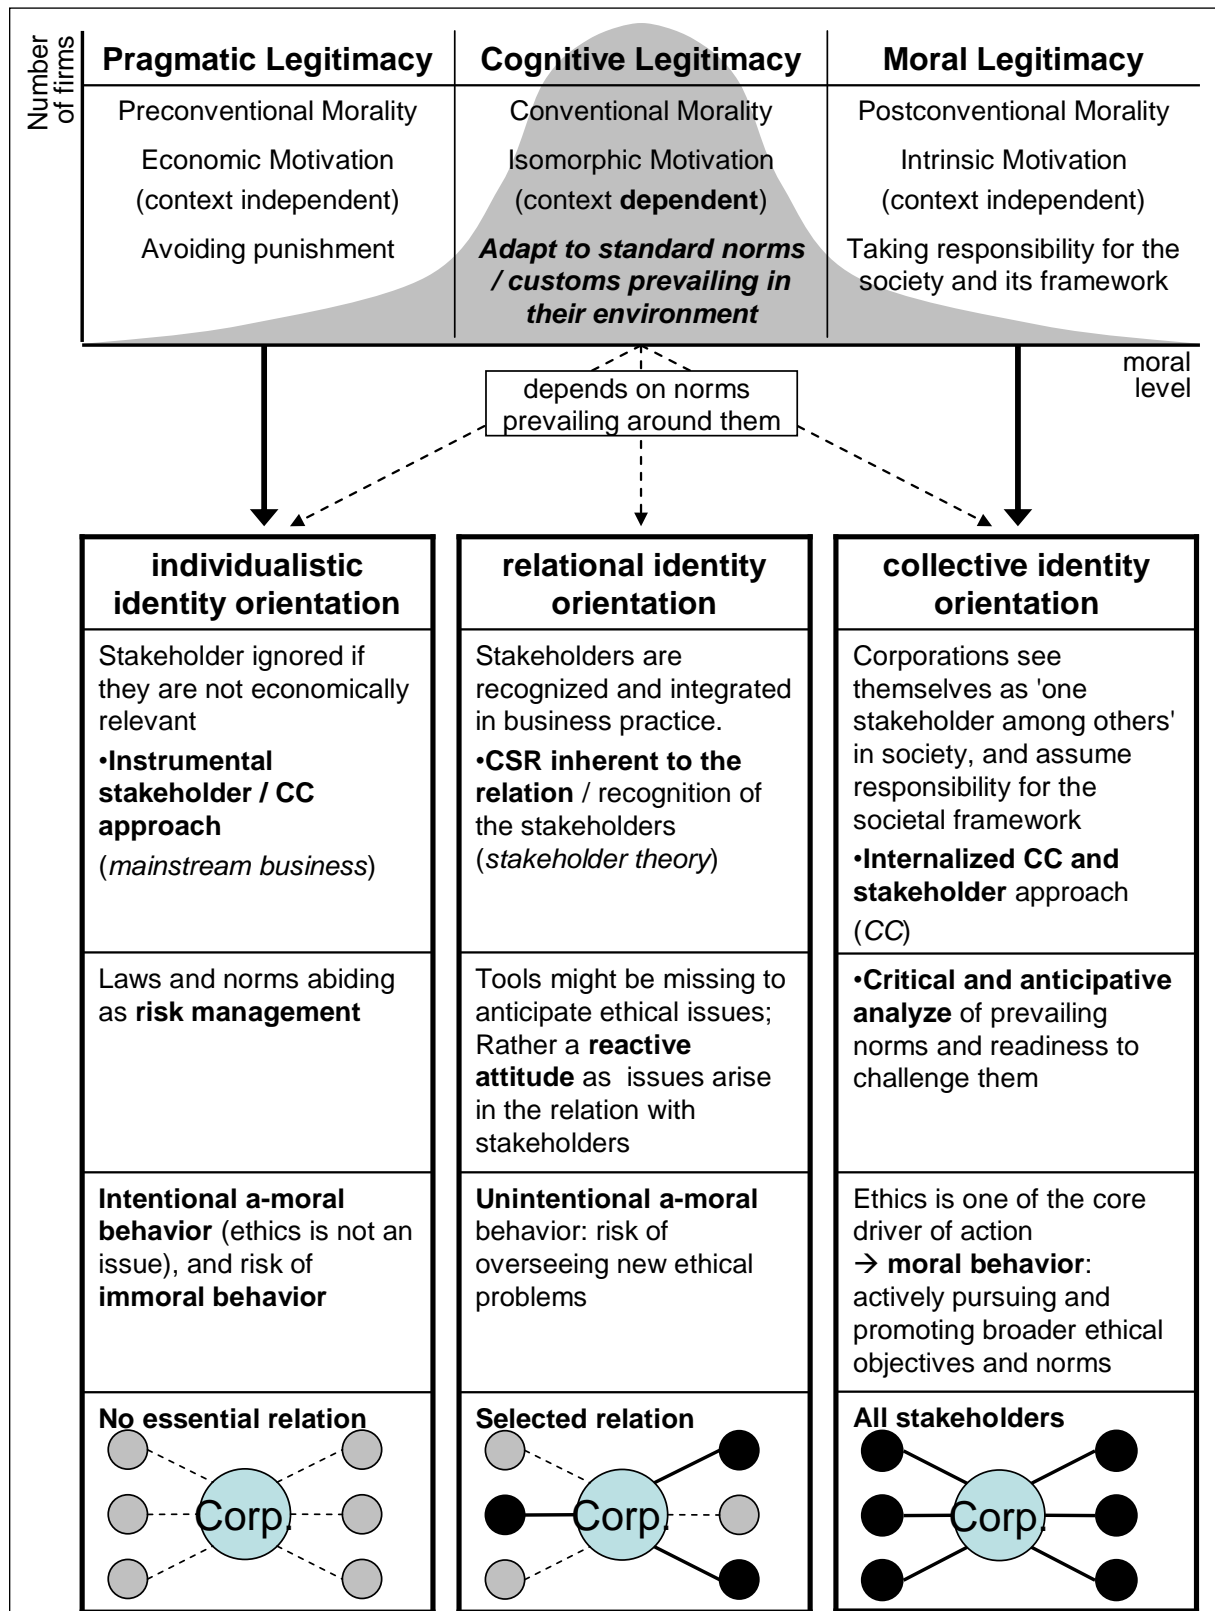 Number
of firms
Pragmatic Legitimacy
Preconventional Morality
Economic Motivation
(context independent)
Avoiding punishment
Cognitive Legitimacy
Conventional Morality
Isomorphic Motivation
(context dependent)
Adapt to standard norms
/ customs prevailing in
their environment
Moral Legitimacy
Postconventional Morality
Intrinsic Motivation
(context independent)
Taking responsibility for the
society and its framework
moral
level
depends on norms
prevailing around them
individualistic
identity orientation
Stakeholder ignored if
they are not economically
relevant
•Instrumental
stakeholder / CC
approach
(mainstream business)
Laws and norms abiding
as risk management
Intentional a-moral
behavior (ethics is not an
issue), and risk of
immoral behavior
No essential relation
Corp.
relational identity
orientation
Stakeholders are
recognized and integrated
in business practice.
•CSR inherent to the
relation / recognition of
the stakeholders
(stakeholder theory)
Tools might be missing to
anticipate ethical issues;
Rather a reactive
attitude as issues arise
in the relation with
stakeholders
Unintentional a-moral
behavior: risk of
overseeing new ethical
problems
Selected relation
Corp.
collective identity
orientation
Corporations see
themselves as 'one
stakeholder among others'
in society, and assume
responsibility for the
societal framework
•Internalized CC and
stakeholder approach
(CC)
•Critical and anticipative
analyze of prevailing
norms and readiness to
challenge them
Ethics is one of the core
driver of action
→ moral behavior:
actively pursuing and
promoting broader ethical
objectives and norms
All stakeholders
Corp.